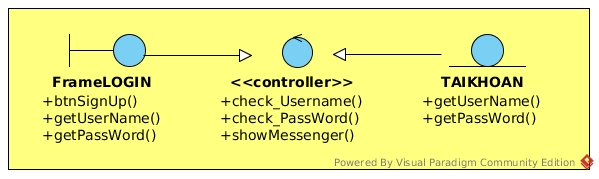 FrameLOGIN
+btnSignUp()
+getUserName()
+getPassWord()
<<controller>>
+check_Username()
+check_PassWord()
+showMessenger()
TAIKHOAN
+getUserName()
+getPassWord()
Powered By Visual Paradigm Community Edition